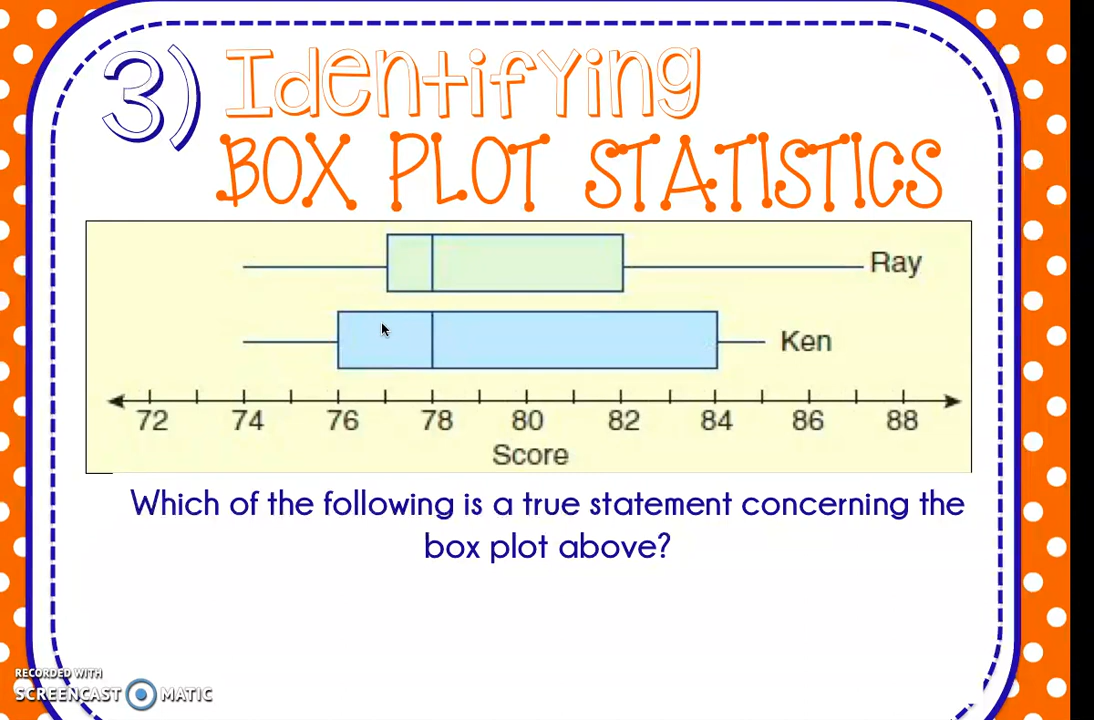 3) Identifying
BOX PLOT STATISTICS
Ray
Ken
72 74 76 78 80 82 84 86 88
Score
Which of the following is a true statement concerning the
box plot above?
RECORDED WITH
SCREENCAST MATIC